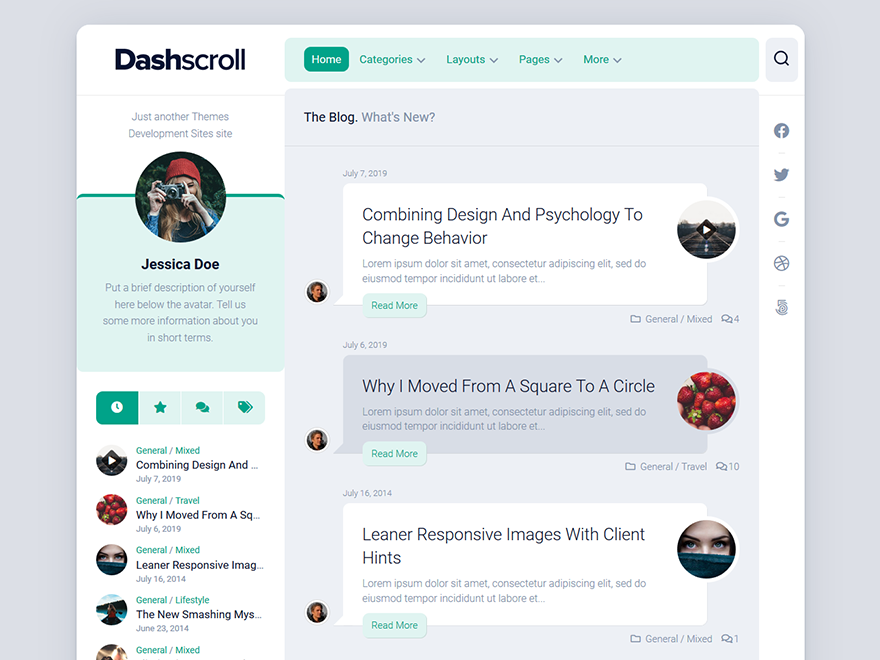 Dashscroll
Home
Categories
Layouts
Pages
More
Just another Themes
Development Sites site
Jessica Doe
Put a brief description of yourself
here below the avatar. Tell us
some more information about you
in short terms.
General / Mixed
Combining Design And ...
July 7, 2019
General / Travel
Why I Moved From A Sq...
July 6, 2019
General / Mixed
Leaner Responsive Imag...
July 16, 2014
General / Lifestyle
The New Smashing Mys...
June 23, 2014
General / Mixed
The Blog. What's New?
July 7, 2019
Combining Design And Psychology To
Change Behavior
Lorem ipsum dolor sit amet, consectetur adipiscing elit, sed do
eiusmod tempor incididunt ut labore et...
Read More
General / Mixed
4
July 6, 2019
Why I Moved From A Square To A Circle
Lorem ipsum dolor sit amet, consectetur adipiscing elit, sed do
eiusmod tempor incididunt ut labore et...
Read More
General / Travel
10
July 16, 2014
Leaner Responsive Images With Client
Hints
Lorem ipsum dolor sit amet, consectetur adipiscing elit, sed do
eiusmod tempor incididunt ut labore et...
Read More
General / Mixed
1